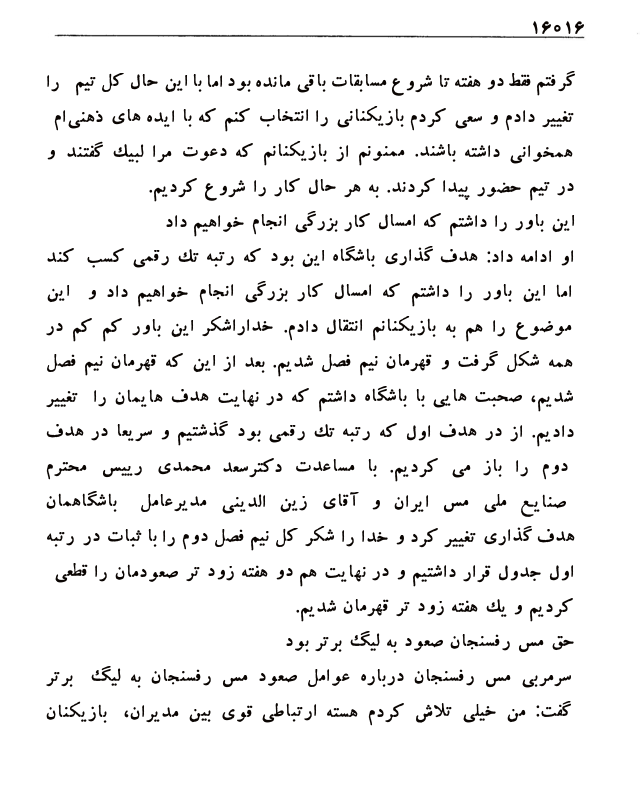 ۱۶۰۱۶
گرفتم فقط دو هفته تا شروع مسابقات باقی مانده بود اما با این حال کل تیم را
تغییر دادم و سعی کردم بازیکنانی را انتخاب کنم که با ایده های ذهنی‌ام
همخوانی داشته باشند. ممنونم از بازیکنانم که دعوت مرا لبیك گفتند و
در تیم حضور پیدا کردند. به هر حال کار را شروع کردیم.
این باور را داشتم که امسال کار بزرگی انجام خواهیم داد
او ادامه داد: هدف گذاری باشگاه این بود که رتبه تك رقمی کسب کند
اما این باور را داشتم که امسال کار بزرگی انجام خواهیم داد و این
موضوع را هم به بازیکنانم انتقال دادم. خداراشکر این باور کم کم در
همه شکل گرفت و قهرمان نیم فصل شدیم. بعد از این که قهرمان نیم فصل
شدیم، صحبت هایی با باشگاه داشتم که در نهایت هدف هایمان را تغییر
دادیم. از در هدف اول که رتبه تك رقمی بود گذشتیم و سریعا در هدف
دوم را باز می کردیم. با مساعدت دکترسعد محمدی رییس محترم
صنایع ملی مس ایران و آقای زین الدینی مدیرعامل باشگاهمان
هدف گذاری تغییر کرد و خدا را شکر کل نیم فصل دوم را با ثبات در رتبه
اول جدول قرار داشتیم و در نهایت هم دو هفته زود تر صعودمان را قطعی
کردیم و یك هفته زود تر قهرمان شدیم.
حق مس رفسنجان صعود به لیگ برتر بود
سرمربی مس رفسنجان درباره عوامل صعود مس رفسنجان به لیگ برتر
گفت: من خیلی تلاش کردم هسته ارتباطی قوی بین مدیران، بازیکنان